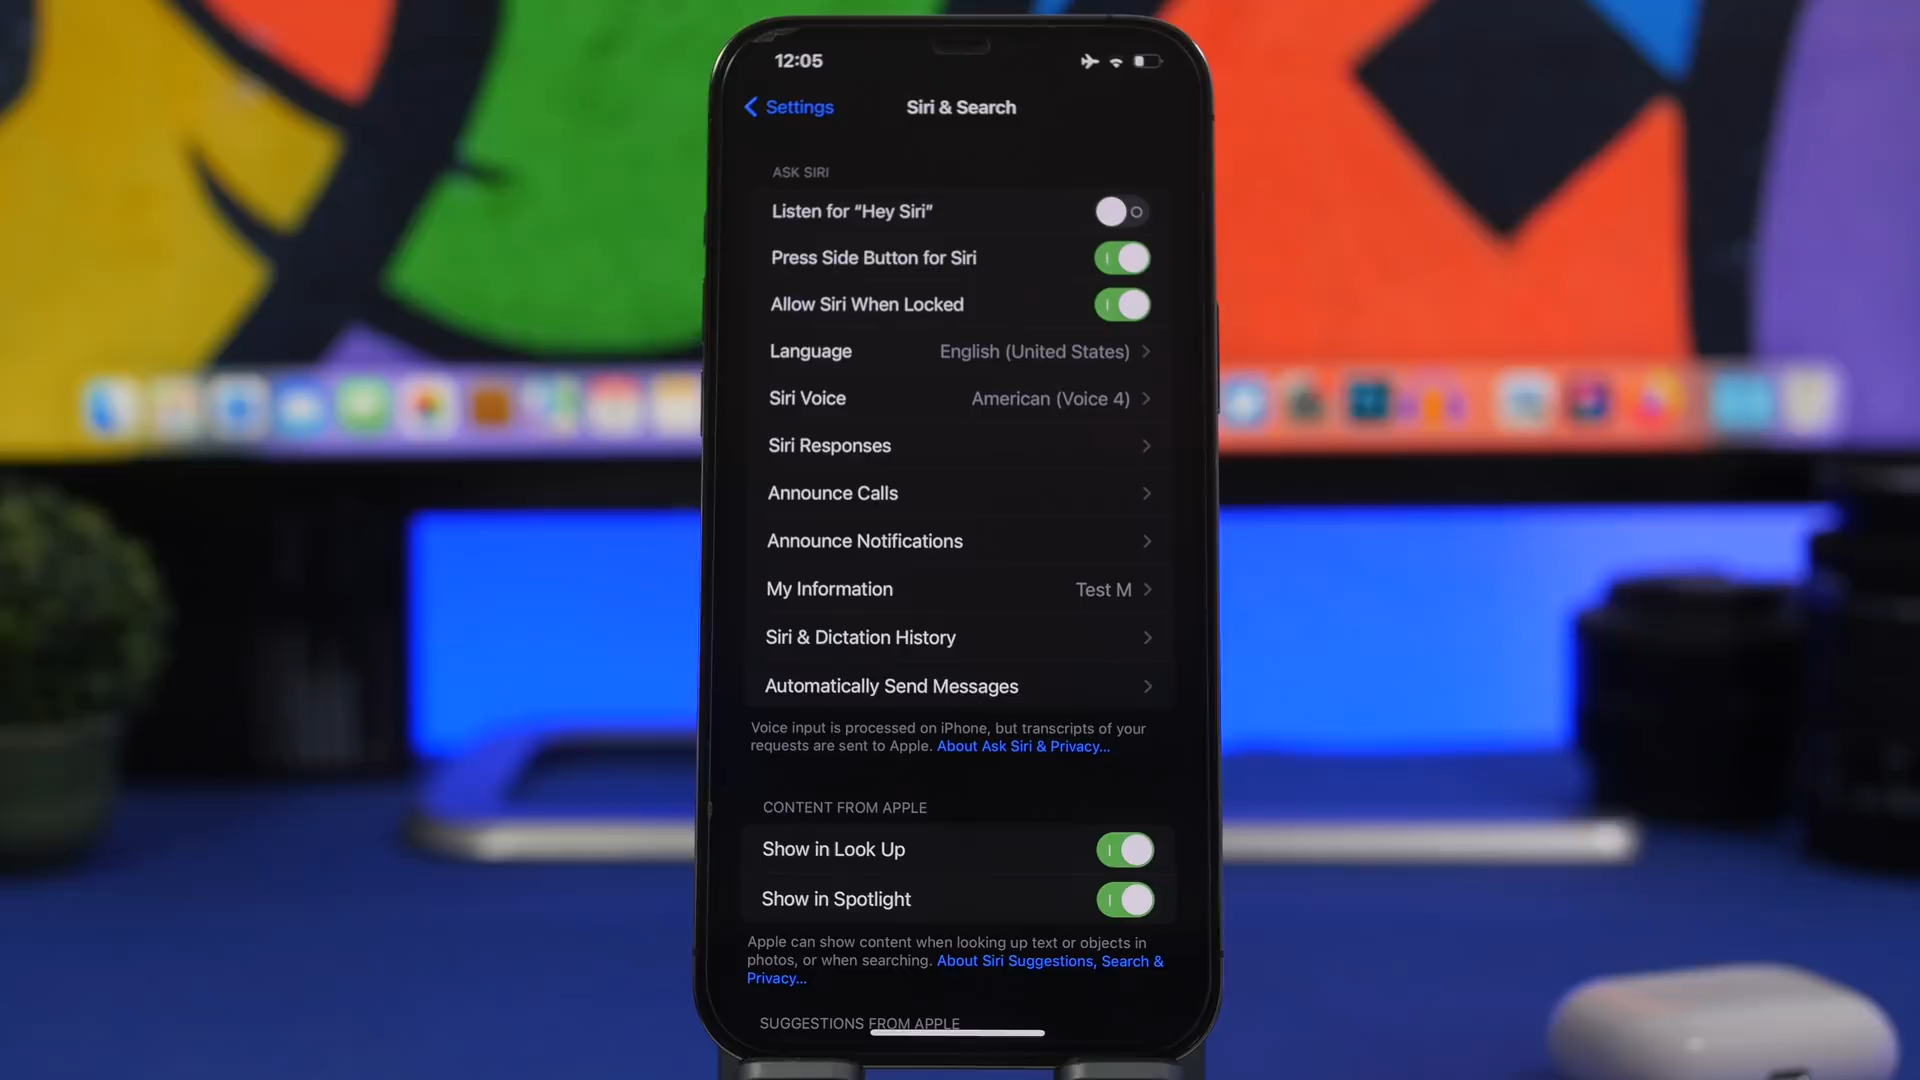 12:05
Settings
Siri & Search
ASK SIRI
Listen for “Hey Siri”
Press Side Button for Siri
Allow Siri When Locked
Language English (United States)
Siri Voice American (Voice 4)
Siri Responses
Announce Calls
Announce Notifications
My Information Test M
Siri & Dictation History
Automatically Send Messages
Voice input is processed on iPhone, but transcripts of your
requests are sent to Apple. About Ask Siri & Privacy...
CONTENT FROM APPLE
Show in Look Up
Show in Spotlight
Apple can show content when looking up text or objects in
photos, or when searching. About Siri Suggestions, Search &
Privacy...
SUGGESTIONS FROM APPLE